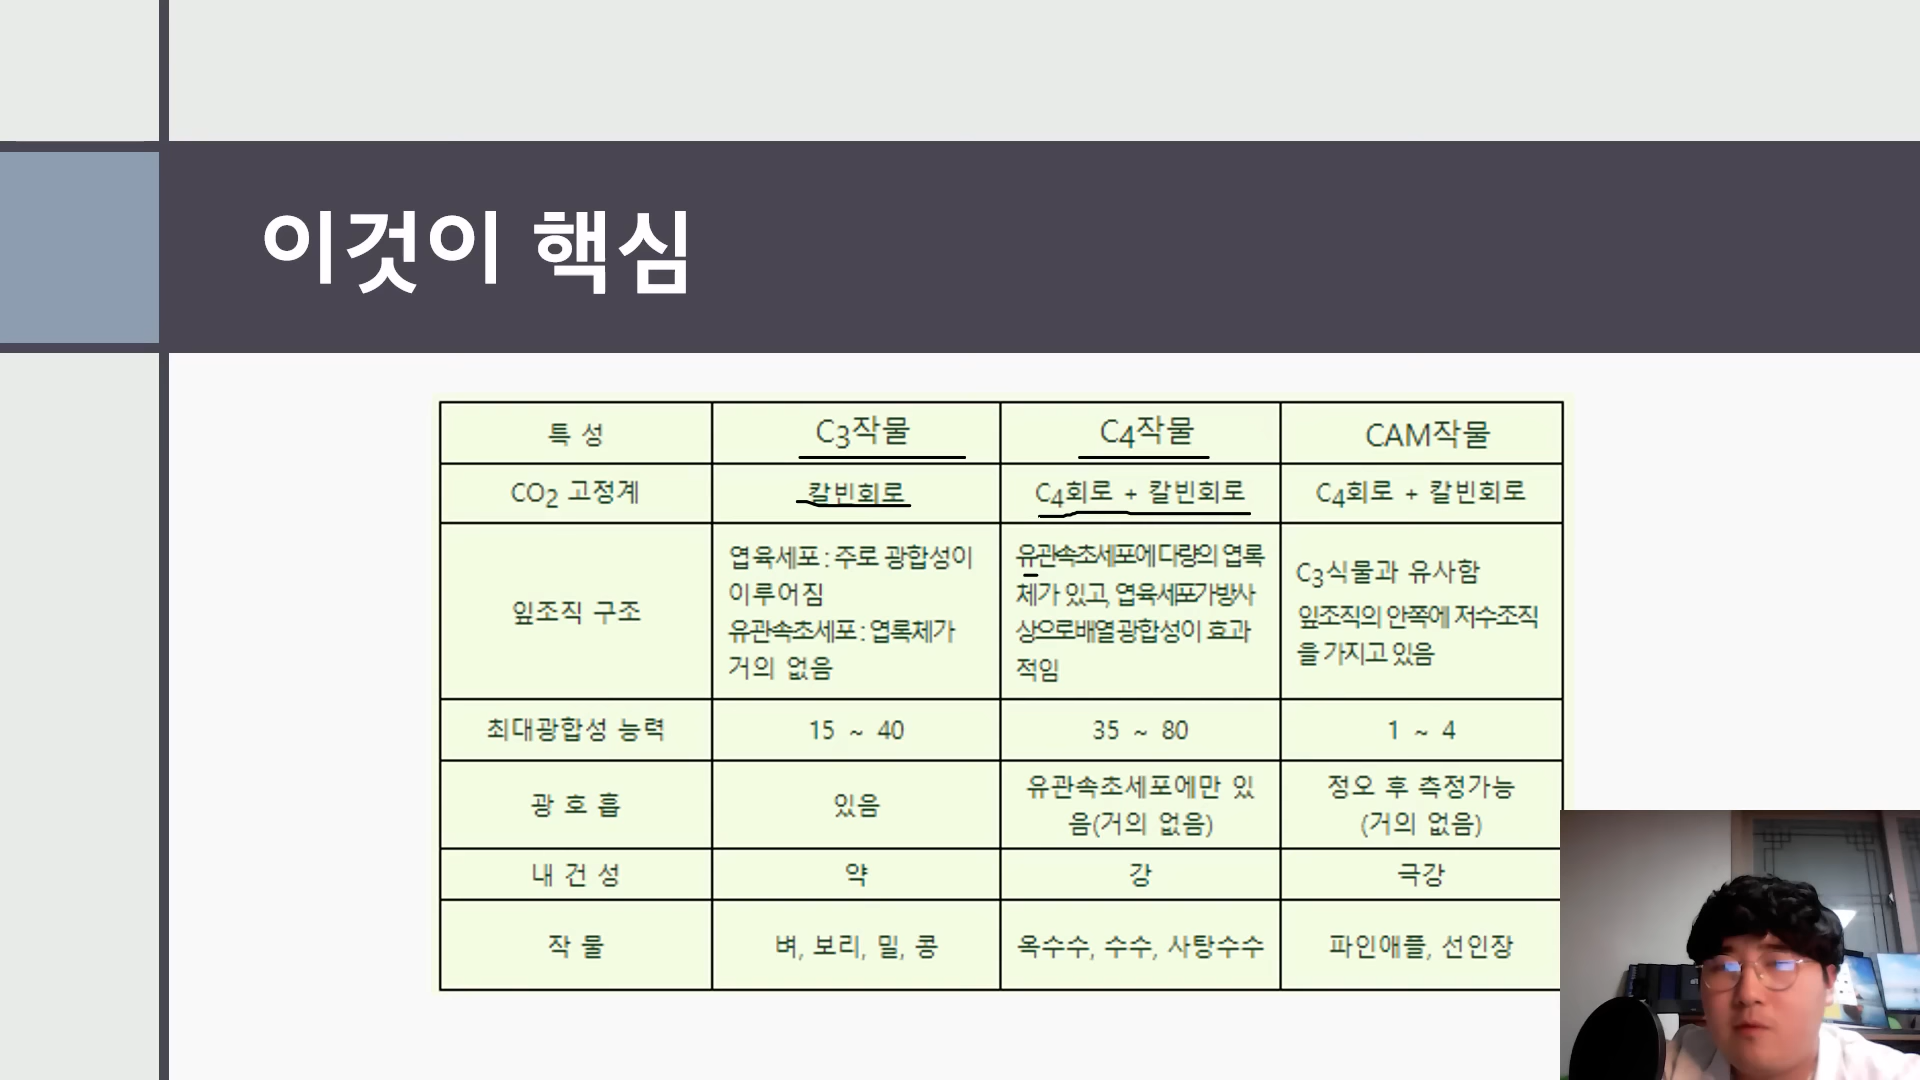 이것이 핵심
특 성
C3작물
C4작물
CAM작물
CO2 고정계
칼빈회로
C4회로 + 칼빈회로
C4회로 + 칼빈회로
잎조직 구조
엽육세포 : 주로 광합성이
이루어짐
유관속초세포 : 엽록체가
거의 없음
유관속초세포에 다량의 엽록
체가 있고, 엽육세포가 방사
상으로 배열 광합성이 효과
적임
C3식물과 유사함
잎조직의 안쪽에 저수조직
을 가지고 있음
최대광합성 능력
15 ~ 40
35 ~ 80
1 ~ 4
광 호 흡
있음
유관속초세포에만 있
음(거의 없음)
정오 후 측정가능
(거의 없음)
내 건 성
약
강
극강
작 물
벼, 보리, 밀, 콩
옥수수, 수수, 사탕수수
파인애플, 선인장